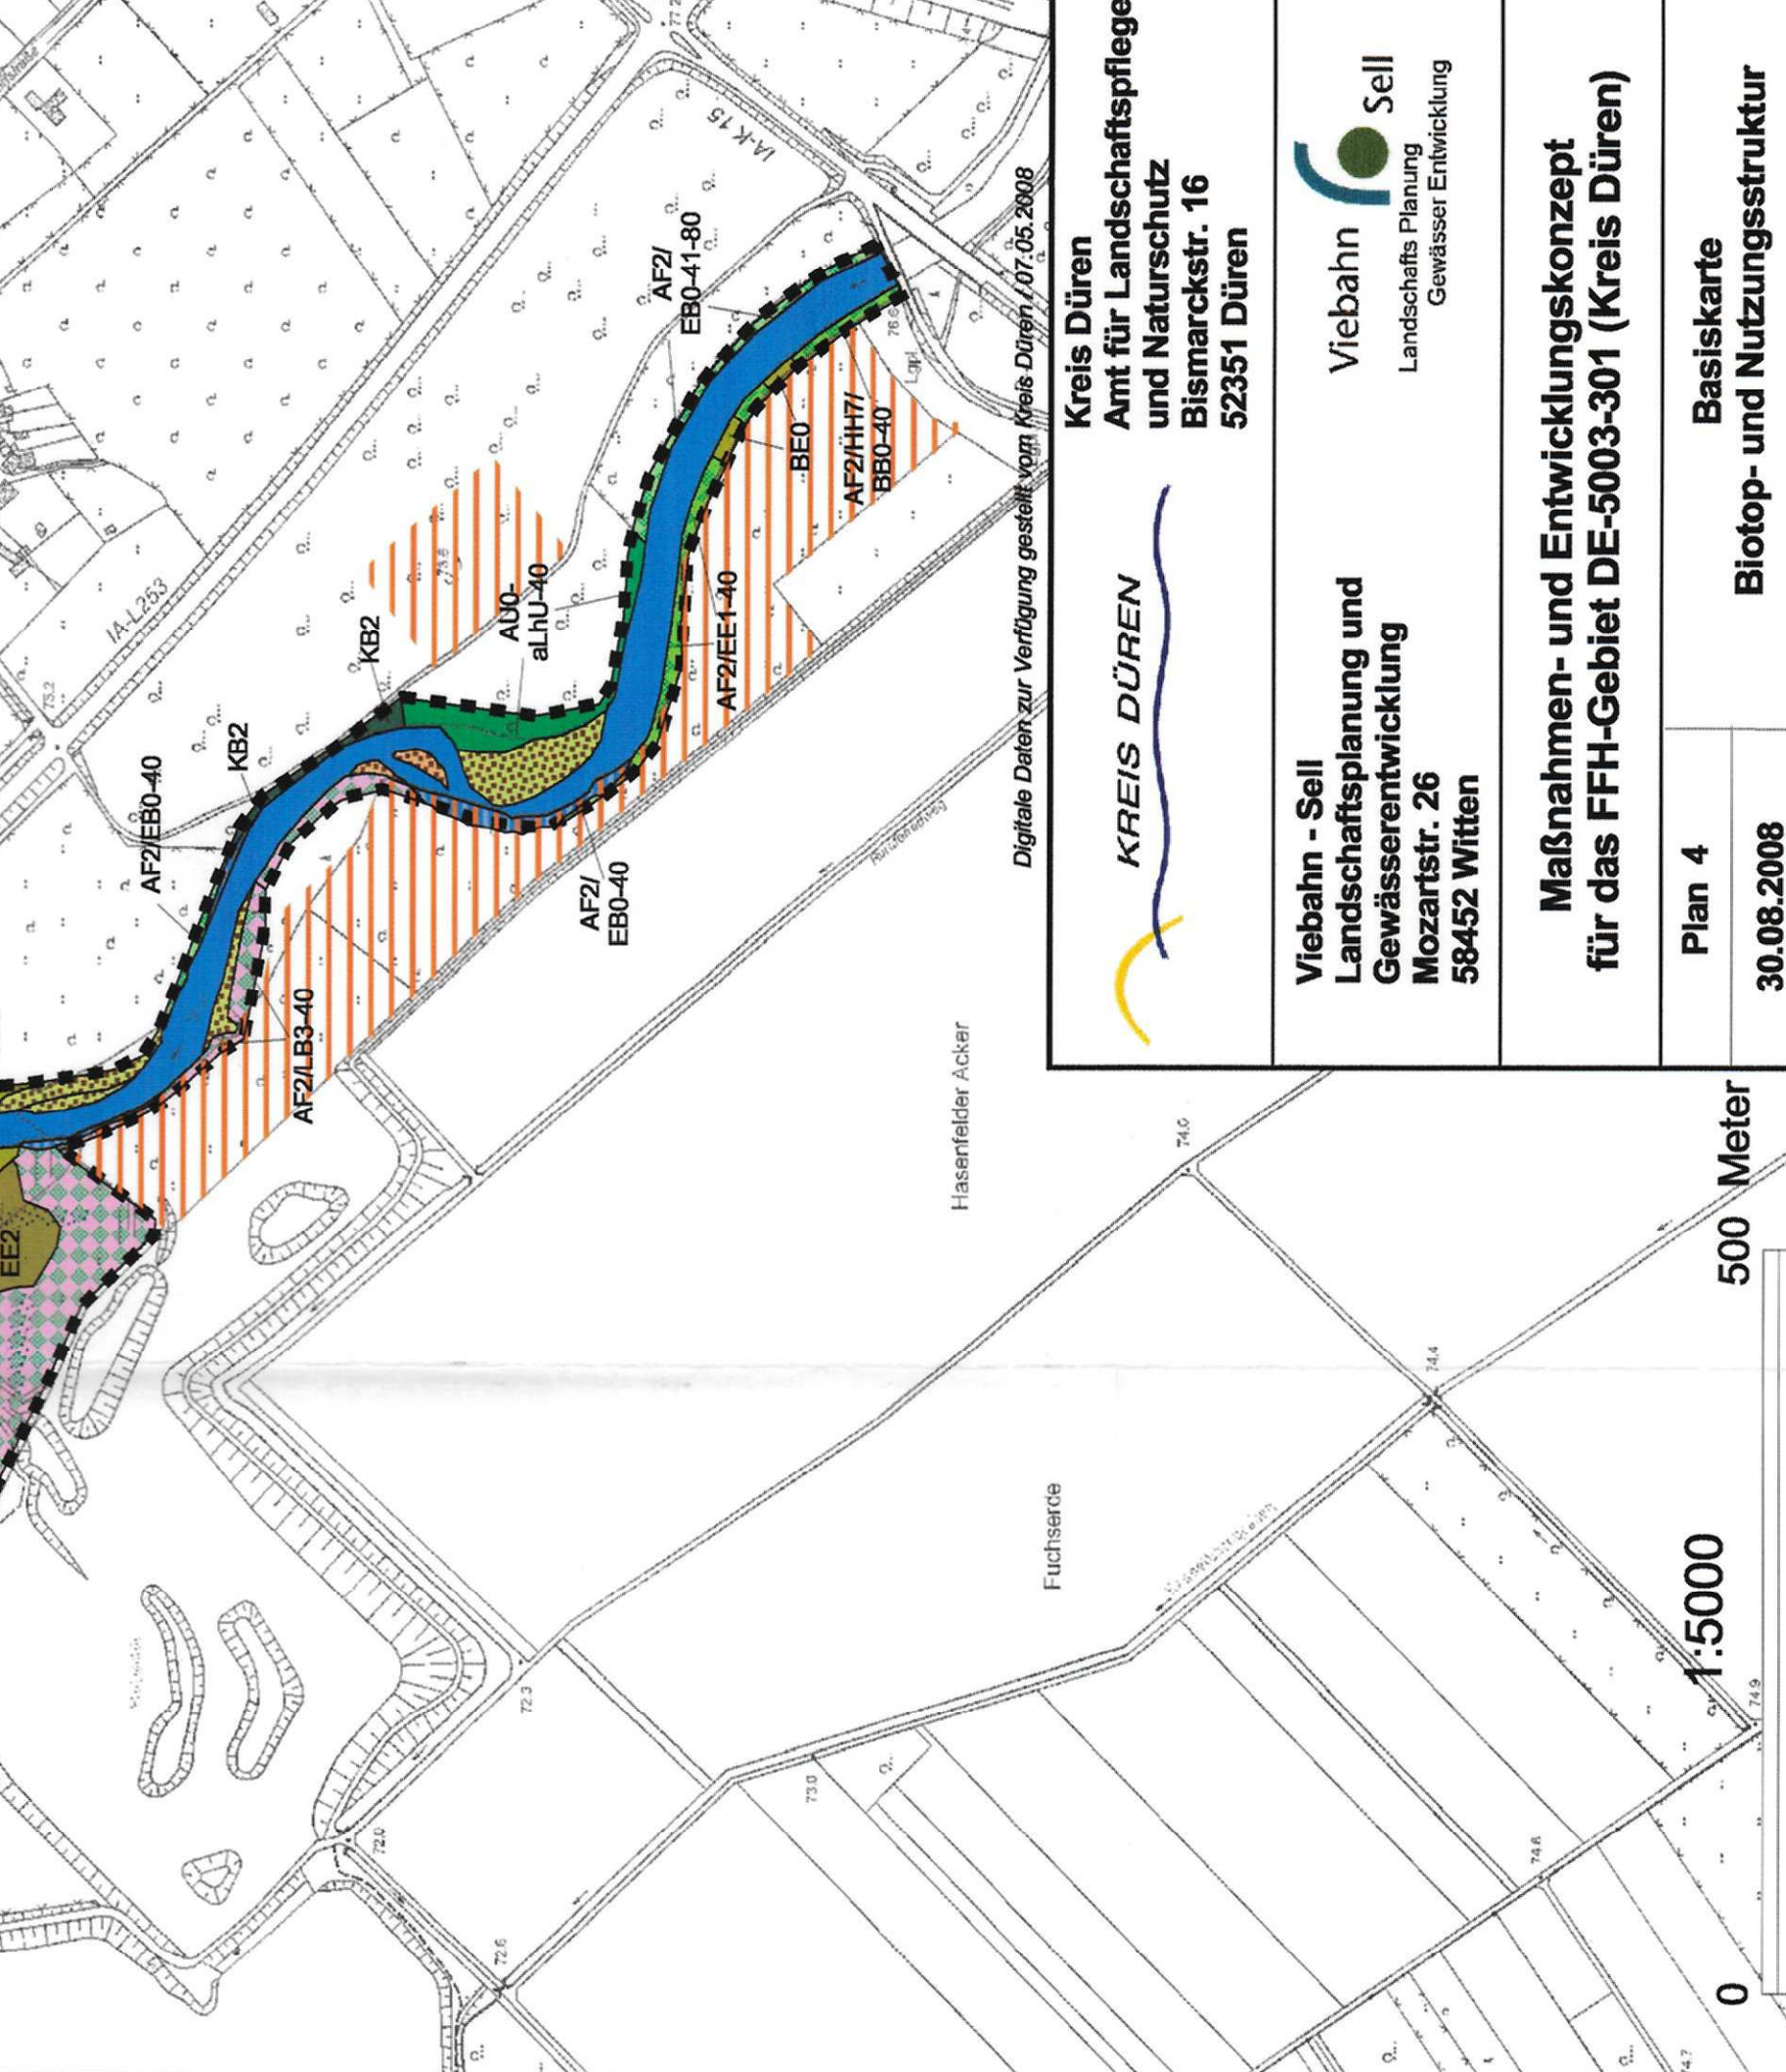 IA-L253
IA-K 15
73.2
AF2/EB0-40
KB2
KB2
AU0-
aLhU-40
AF2/
EB0-41-80
AF2/LB3-40
AF2/
EB0-40
AF2/EE1-40
BE0
AF2/HH7/
BB0-40
EE2
Lgpl
Hasenfelder Acker
Fuchserde
72.3
72.0
72.6
73.0
74.0
74.4
74.6
74.9
Digitale Daten zur Verfügung gestellt vom Kreis Düren / 07.05.2008
KREIS DÜREN
Kreis Düren
Amt für Landschaftspflege
und Naturschutz
Bismarckstr. 16
52351 Düren
Viebahn - Sell
Landschaftsplanung und
Gewässerentwicklung
Mozartstr. 26
58452 Witten
Viebahn Sell
Landschafts Planung
Gewässer Entwicklung
Maßnahmen- und Entwicklungskonzept
für das FFH-Gebiet DE-5003-301 (Kreis Düren)
Plan 4
Basiskarte
Biotop- und Nutzungsstruktur
30.08.2008
1:5000
0 500 Meter